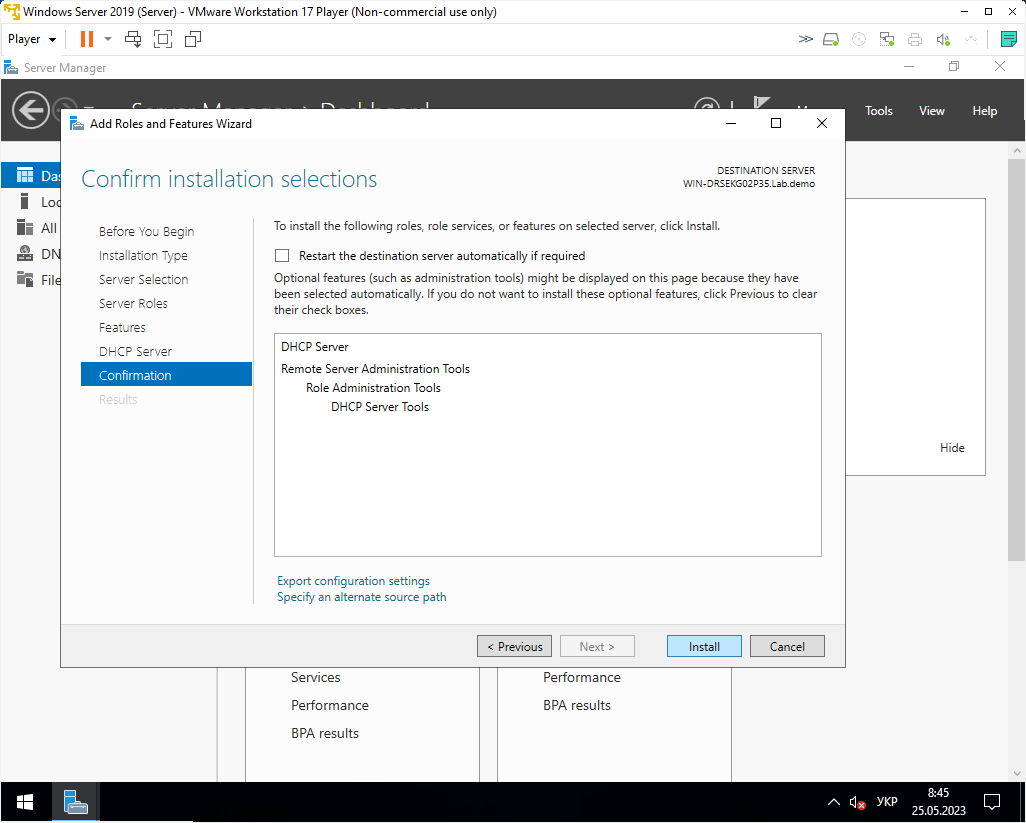 Windows Server 2019 (Server) - VMware Workstation 17 Player (Non-commercial use only)
Player
Server Manager
Tools View Help
Add Roles and Features Wizard
Confirm installation selections
DESTINATION SERVER
WIN-DRSEKG02P35.Lab.demo
Before You Begin
Installation Type
Server Selection
Server Roles
Features
DHCP Server
Confirmation
Results
To install the following roles, role services, or features on selected server, click Install.
Restart the destination server automatically if required
Optional features (such as administration tools) might be displayed on this page because they have
been selected automatically. If you do not want to install these optional features, click Previous to clear
their check boxes.
DHCP Server
Remote Server Administration Tools
Role Administration Tools
DHCP Server Tools
Export configuration settings
Specify an alternate source path
< Previous
Next >
Install
Cancel
All
Hide
Services
Performance
BPA results
Performance
BPA results
УКР
8:45
25.05.2023